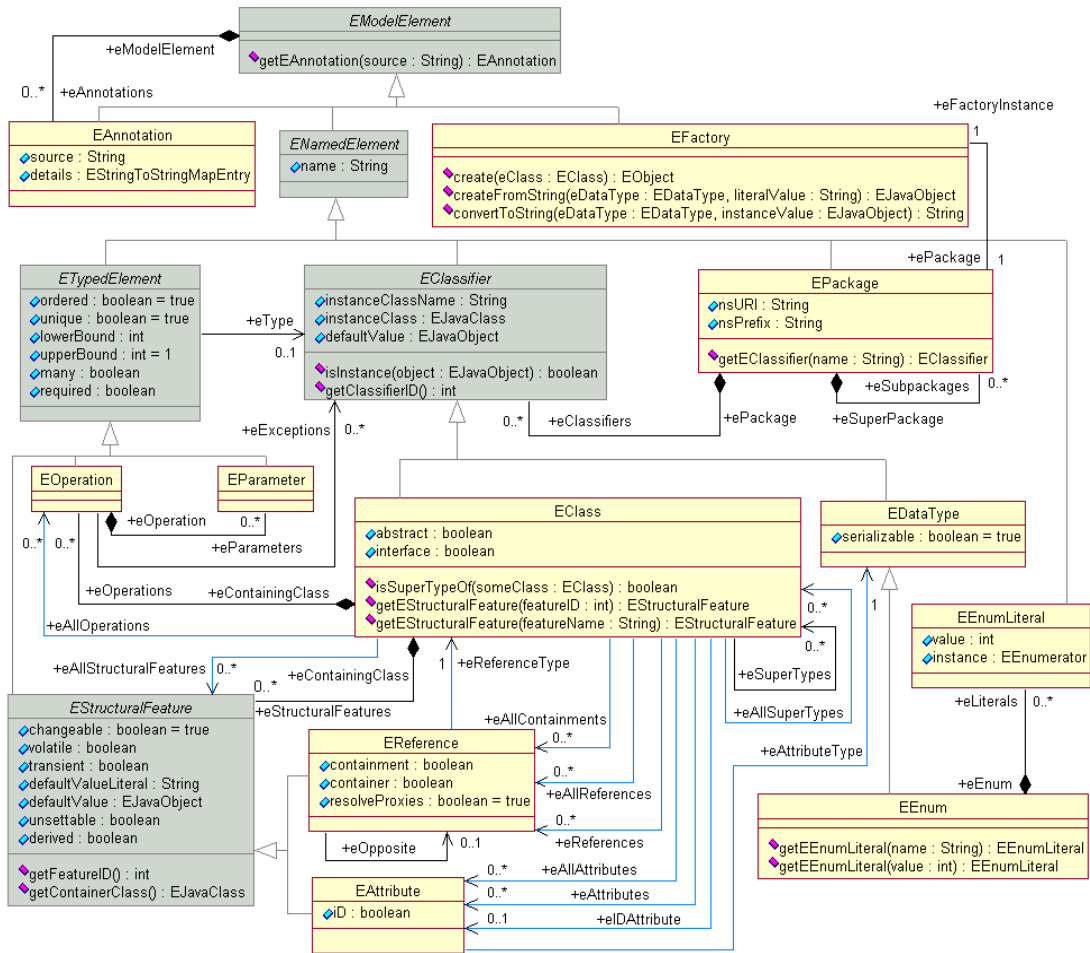 EModelElement
getEAnnotation(source : String) : EAnnotation
+eModelElement
0..*
+eAnnotations
EAnnotation
source : String
details : EStringToStringMapEntry
ENamedElement
name : String
EFactory
create(eClass : EClass) : EObject
createFromString(eDataType : EDataType, literalValue : String) : EJavaObject
convertToString(eDataType : EDataType, instanceValue : EJavaObject) : String
+eFactoryInstance
1
+ePackage
1
ETypedElement
ordered : boolean = true
unique : boolean = true
lowerBound : int
upperBound : int = 1
many : boolean
required : boolean
+eType
0..1
EClassifier
instanceClassName : String
instanceClass : EJavaClass
defaultValue : EJavaObject
isInstance(object : EJavaObject) : boolean
getClassifierID() : int
EPackage
nsURI : String
nsPrefix : String
getEClassifier(name : String) : EClassifier
+eSubpackages
0..*
+eSuperPackage
+ePackage
0..*
+eClassifiers
+eExceptions
0..*
EOperation
EParameter
+eOperation
0..*
+eParameters
0..*
0..*
+eOperations
+eContainingClass
+eAllOperations
EClass
abstract : boolean
interface : boolean
isSuperTypeOf(someClass : EClass) : boolean
getEStructuralFeature(featureID : int) : EStructuralFeature
getEStructuralFeature(featureName : String) : EStructuralFeature
EDataType
serializable : boolean = true
1
0..*
0..*
+eSuperTypes
+eAllSuperTypes
+eAttributeType
EEnumLiteral
value : int
instance : EEnumerator
+eLiterals
0..*
+eEnum
EEnum
getEEnumLiteral(name : String) : EEnumLiteral
getEEnumLiteral(value : int) : EEnumLiteral
+eAllStructuralFeatures
0..*
+eContainingClass
0..*
+eStructuralFeatures
1
+eReferenceType
EStructuralFeature
changeable : boolean = true
volatile : boolean
transient : boolean
defaultValueLiteral : String
defaultValue : EJavaObject
unsettable : boolean
derived : boolean
getFeatureID() : int
getContainerClass() : EJavaClass
+eAllContainments
0..*
EReference
containment : boolean
container : boolean
resolveProxies : boolean = true
0..*
+eAllReferences
0..*
+eReferences
0..1
+eOpposite
+eAllAttributes
0..*
EAttribute
iD : boolean
0..*
+eAttributes
0..1
+eIDAttribute